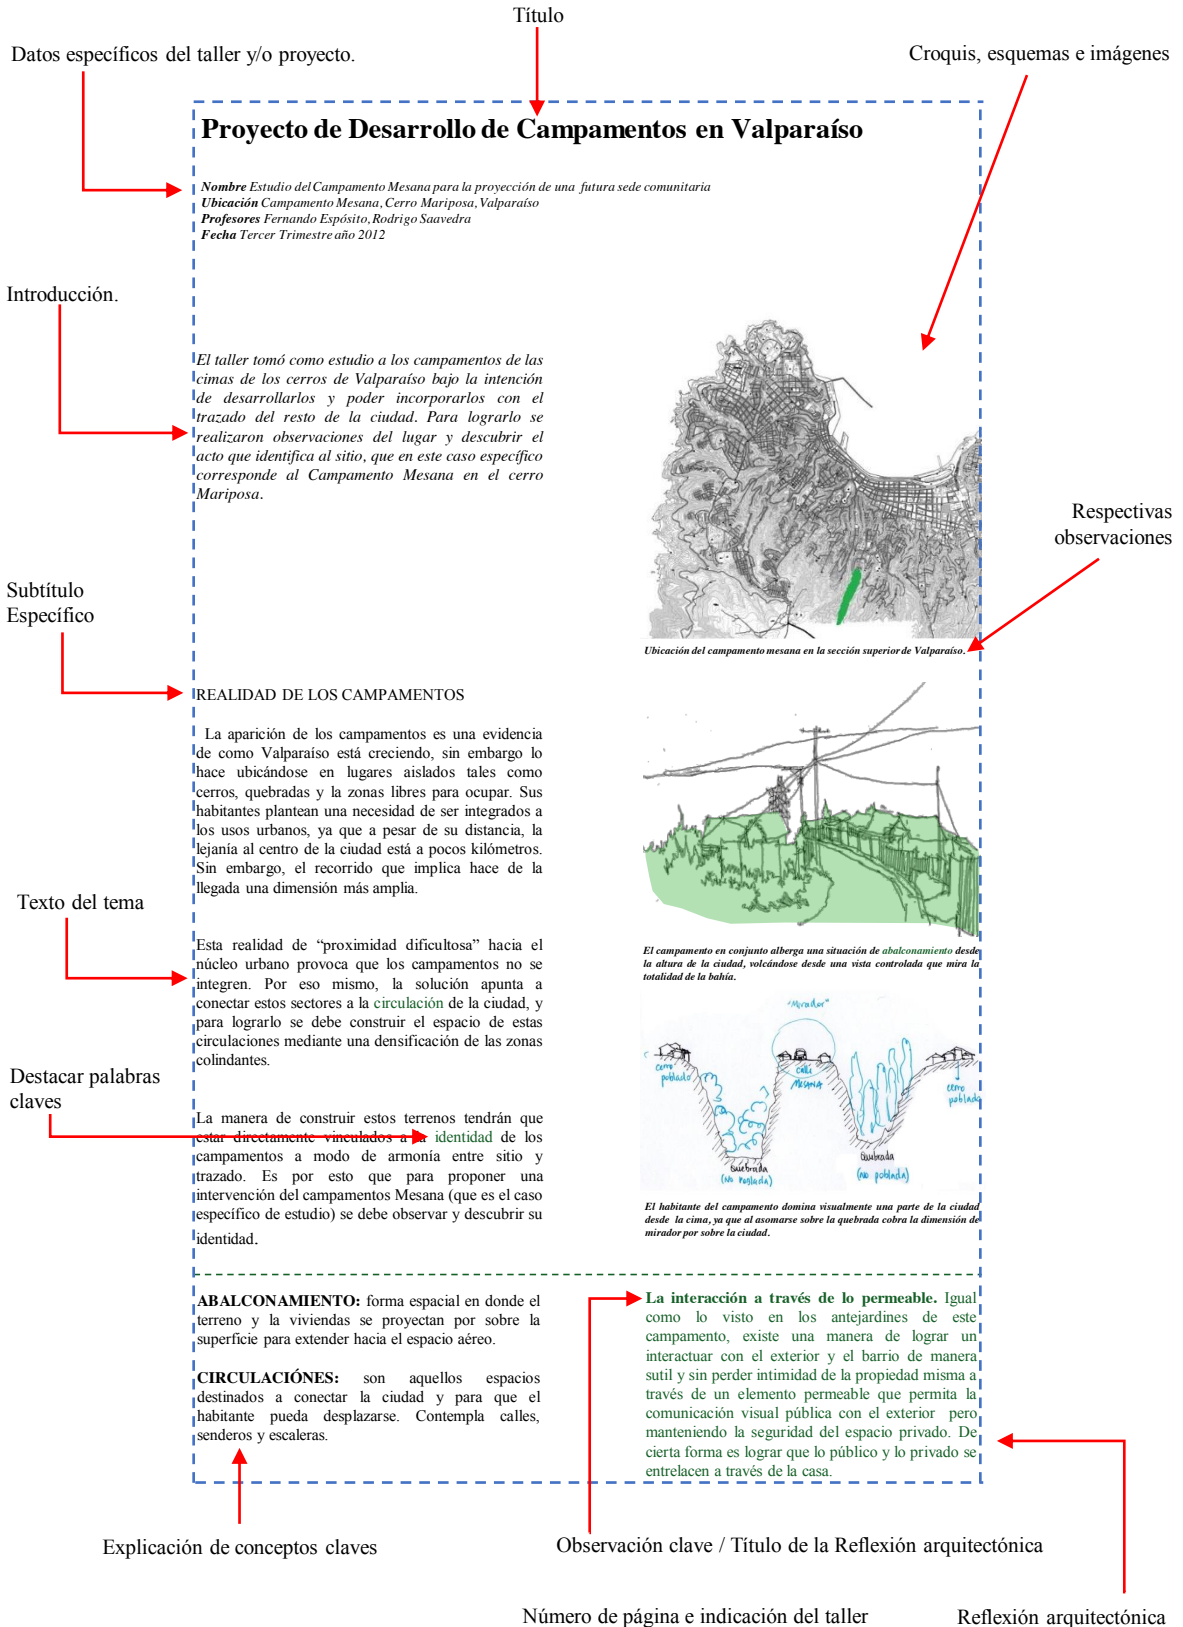 Título
Datos específicos del taller y/o proyecto.
Croquis, esquemas e imágenes
Proyecto de Desarrollo de Campamentos en Valparaíso
Nombre Estudio del Campamento Mesana para la proyección de una futura sede comunitaria
Ubicación Campamento Mesana, Cerro Mariposa, Valparaíso
Profesores Fernando Espósito, Rodrigo Saavedra
Fecha Tercer Trimestre año 2012
Introducción.
El taller tomó como estudio a los campamentos de las
cimas de los cerros de Valparaíso bajo la intención
de desarrollarlos y poder incorporarlos con el
trazado del resto de la ciudad. Para lograrlo se
realizaron observaciones del lugar y descubrir el
acto que identifica al sitio, que en este caso específico
corresponde al Campamento Mesana en el cerro
Mariposa.
Respectivas
observaciones
Ubicación del campamento mesana en la sección superior de Valparaíso.
Subtítulo
Específico
REALIDAD DE LOS CAMPAMENTOS
La aparición de los campamentos es una evidencia
de como Valparaíso está creciendo, sin embargo lo
hace ubicándose en lugares aislados tales como
cerros, quebradas y la zonas libres para ocupar. Sus
habitantes plantean una necesidad de ser integrados a
los usos urbanos, ya que a pesar de su distancia, la
lejanía al centro de la ciudad está a pocos kilómetros.
Sin embargo, el recorrido que implica hace de la
llegada una dimensión más amplia.
Texto del tema
Esta realidad de “proximidad dificultosa” hacia el
núcleo urbano provoca que los campamentos no se
integren. Por eso mismo, la solución apunta a
conectar estos sectores a la circulación de la ciudad, y
para lograrlo se debe construir el espacio de estas
circulaciones mediante una densificación de las zonas
colindantes.
Destacar palabras
claves
La manera de construir estos terrenos tendrán que
estar directamente vinculados a la identidad de los
campamentos a modo de armonía entre sitio y
trazado. Es por esto que para proponer una
intervención del campamentos Mesana (que es el caso
específico de estudio) se debe observar y descubrir su
identidad.
El campamento en conjunto alberga una situación de abalconamiento desde
la altura de la ciudad, volcándose desde una vista controlada que mira la
totalidad de la bahía.
"Mirador"
cerro
poblado
calle
MESANA
cerro
poblado
Quebrada
Quebrada
(no poblada)
El habitante del campamento domina visualmente una parte de la ciudad
desde la cima, ya que al asomarse sobre la quebrada cobra la dimensión de
mirador por sobre la ciudad.
ABALCONAMIENTO: forma espacial en donde el
terreno y la viviendas se proyectan por sobre la
superficie para extender hacia el espacio aéreo.
CIRCULACIÓNES: son aquellos espacios
destinados a conectar la ciudad y para que el
habitante pueda desplazarse. Contempla calles,
senderos y escaleras.
La interacción a través de lo permeable. Igual
como lo visto en los antejardines de este
campamento, existe una manera de lograr un
interactuar con el exterior y el barrio de manera
sutil y sin perder intimidad de la propiedad misma a
través de un elemento permeable que permita la
comunicación visual pública con el exterior pero
manteniendo la seguridad del espacio privado. De
cierta forma es lograr que lo público y lo privado se
entrelacen a través de la casa.
Explicación de conceptos claves
Observación clave / Título de la Reflexión arquitectónica
Número de página e indicación del taller
Reflexión arquitectónica